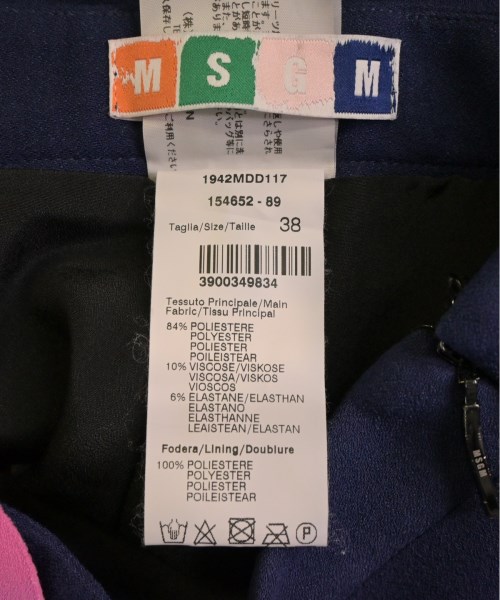 MSGM
1942MDD117
154652 - 89
Taglia/Size/Taille 38
3900349834
Tessuto Principale/Main
Fabric/Tissu Principal
84% POLIESTERE
POLYESTER
POLIESTER
POILEISTEAR
10% VISCOSE/VISKOSE
VISCOSA/VISKOS
VIOSCOS
6% ELASTANE/ELASTHAN
ELASTANO
ELASTHANNE
LEAISTEAN/ELASTAN
Fodera/Lining/Doublure
100% POLIESTERE
POLYESTER
POLIESTER
POILEISTEAR
P
MSGM